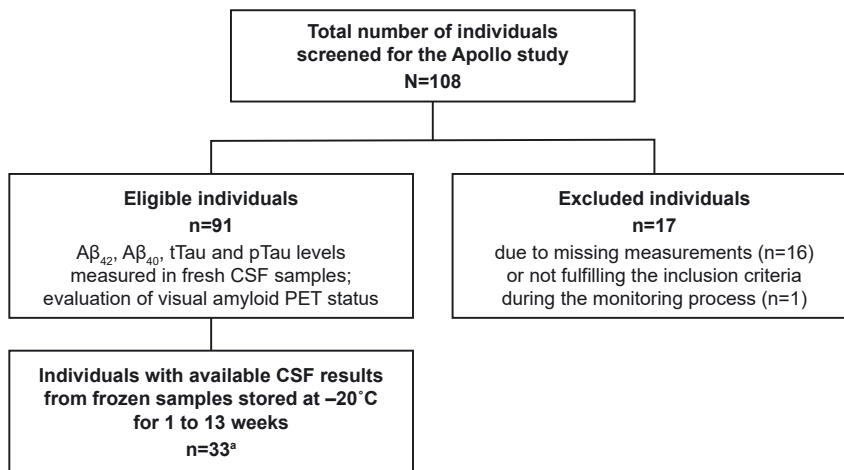 Total number of individuals
screened for the Apollo study
N=108
Eligible individuals
n=91
Aβ₄₂, Aβ₄₀, tTau and pTau levels
measured in fresh CSF samples;
evaluation of visual amyloid PET status
Excluded individuals
n=17
due to missing measurements (n=16)
or not fulfilling the inclusion criteria
during the monitoring process (n=1)
Individuals with available CSF results
from frozen samples stored at –20˚C
for 1 to 13 weeks
n=33ᵃ